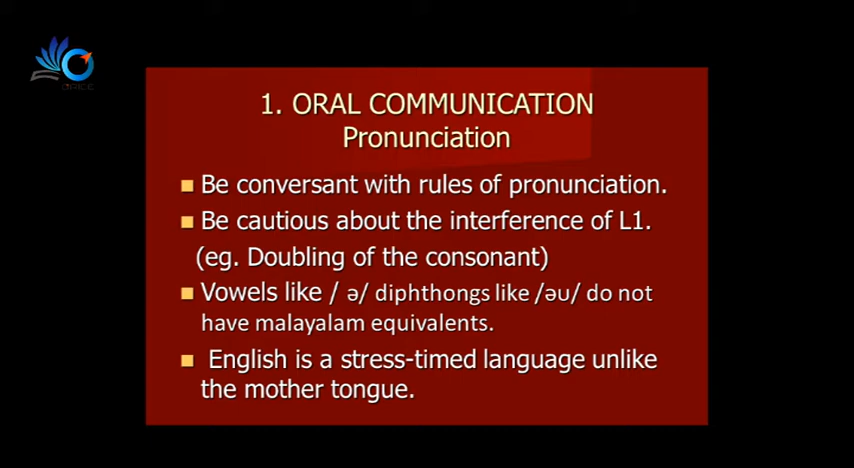 1. ORAL COMMUNICATION
Pronunciation
Be conversant with rules of pronunciation.
Be cautious about the interference of L1.
(eg. Doubling of the consonant)
Vowels like / ə/ diphthongs like /əʊ/ do not
have malayalam equivalents.
English is a stress-timed language unlike
the mother tongue.